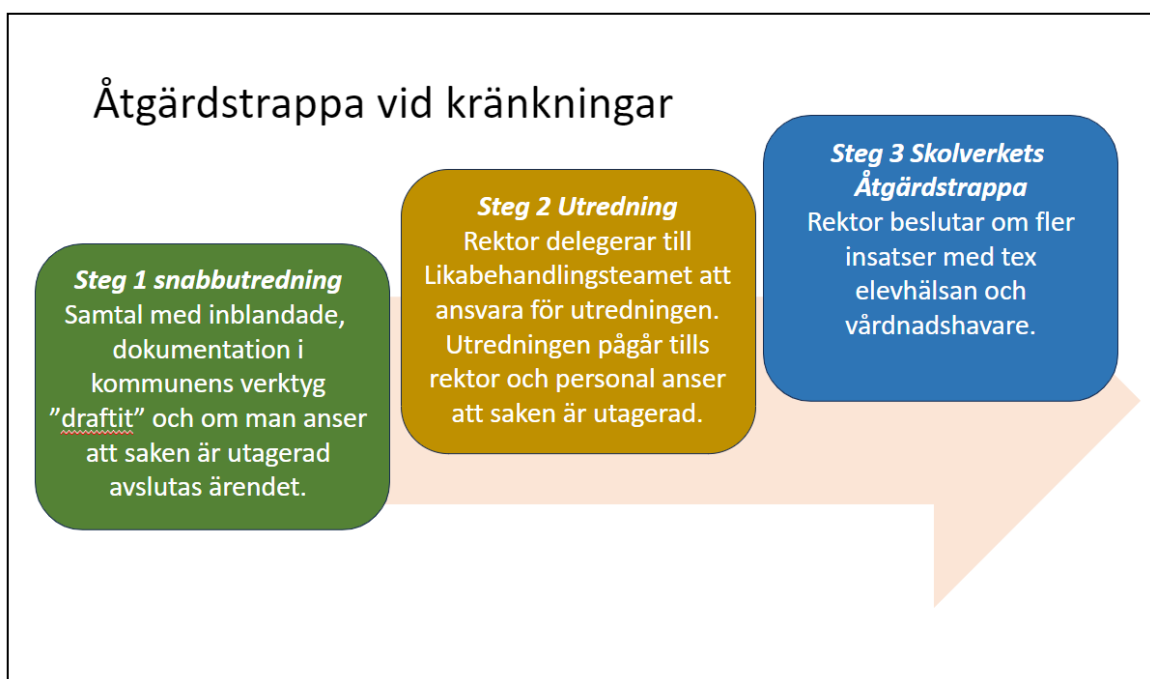 Åtgärdstrappa vid kränkningar
Steg 1 snabbutredning
Samtal med inblandade,
dokumentation i
kommunens verktyg
”draftit” och om man anser
att saken är utagerad
avslutas ärendet.
Steg 2 Utredning
Rektor delegerar till
Likabehandlingsteamet att
ansvara för utredningen.
Utredningen pågår tills
rektor och personal anser
att saken är utagerad.
Steg 3 Skolverkets
Åtgärdstrappa
Rektor beslutar om fler
insatser med tex
elevhälsan och
vårdnadshavare.